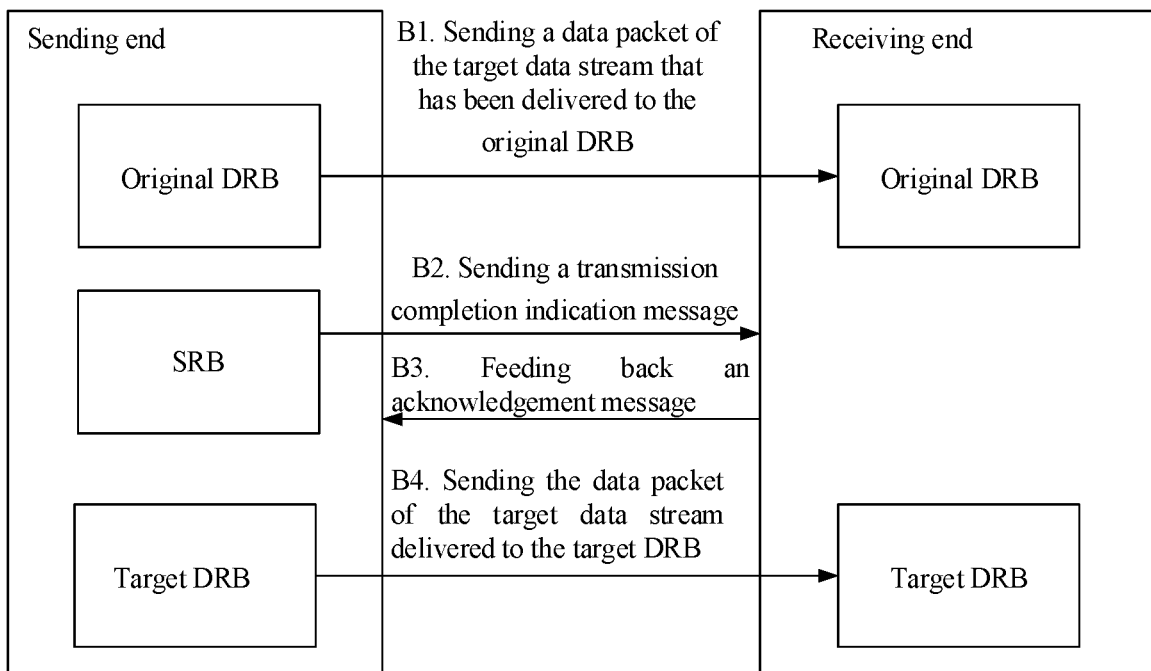 Sending end
B1. Sending a data packet of
the target data stream that
has been delivered to the
original DRB
Receiving end
Original DRB
Original DRB
B2. Sending a transmission
completion indication message
SRB
B3. Feeding back an
acknowledgement message
B4. Sending the data packet
of the target data stream
delivered to the target DRB
Target DRB
Target DRB